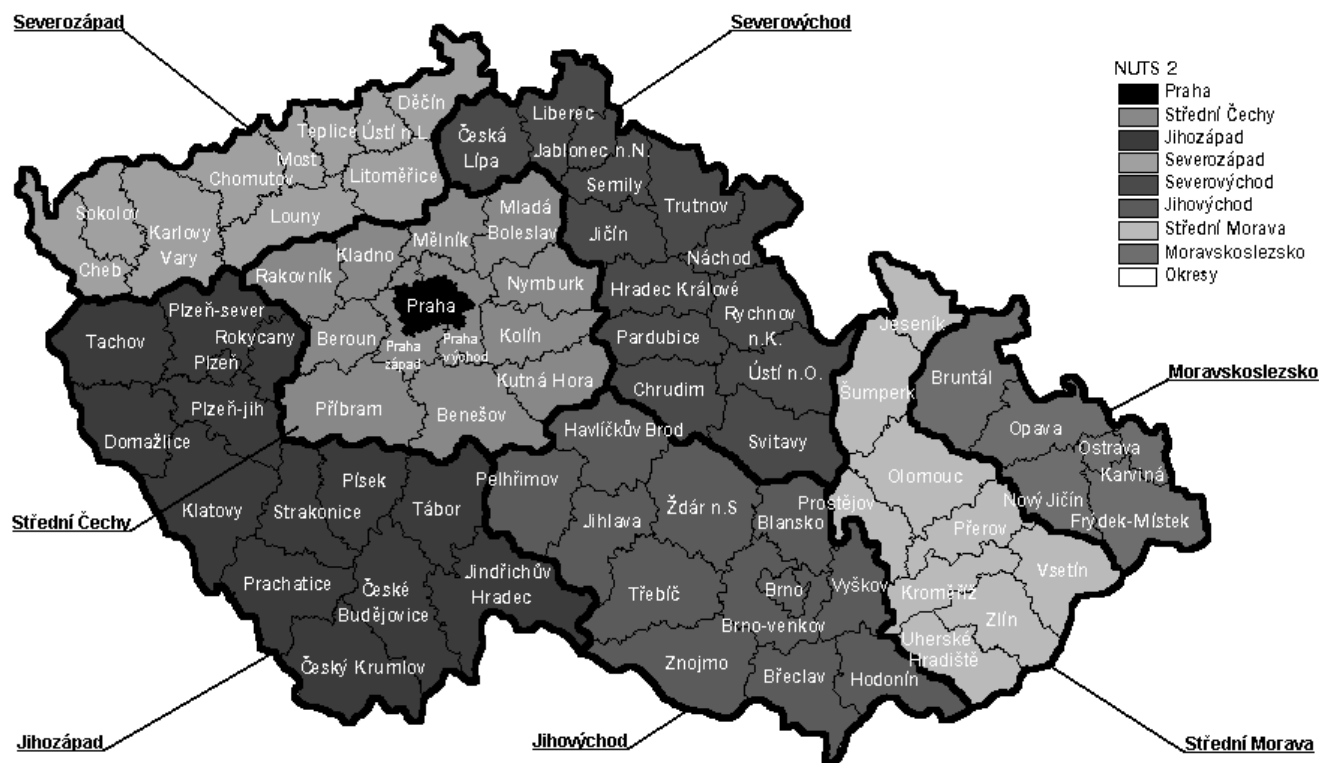 Severozápad
Severovýchod
NUTS 2
Praha
Střední Čechy
Jihozápad
Severozápad
Severovýchod
Jihovýchod
Střední Morava
Moravskoslezsko
Okresy
Děčín
Teplice
Ústí n.L.
Most
Chomutov
Litoměřice
Louny
Sokolov
Karlovy
Vary
Cheb
Česká
Lípa
Liberec
Jablonec n.N.
Semily
Trutnov
Jičín
Náchod
Hradec Králové
Rychnov
n.K.
Pardubice
Ústí n.O.
Chrudim
Svitavy
Mladá
Boleslav
Mělník
Kladno
Rakovník
Nymburk
Praha
Beroun
Praha
západ
Praha
východ
Kolín
Kutná Hora
Příbram
Benešov
Plzeň-sever
Tachov
Rokycany
Plzeň
Plzeň-jih
Domažlice
Klatovy
Strakonice
Písek
Tábor
Prachatice
České
Budějovice
Jindřichův
Hradec
Český Krumlov
Havlíčkův Brod
Pelhřimov
Jihlava
Ždár n.S
Blansko
Třebíč
Brno
Vyškov
Brno-venkov
Znojmo
Břeclav
Hodonín
Jeseník
Šumperk
Olomouc
Prostějov
Přerov
Kroměříz
Vsetín
Zlín
Uherské
Hradiště
Bruntál
Opava
Ostrava
Karviná
Nový Jičín
Frýdek-Místek
Moravskoslezsko
Střední Čechy
Jihozápad
Jihovýchod
Střední Morava